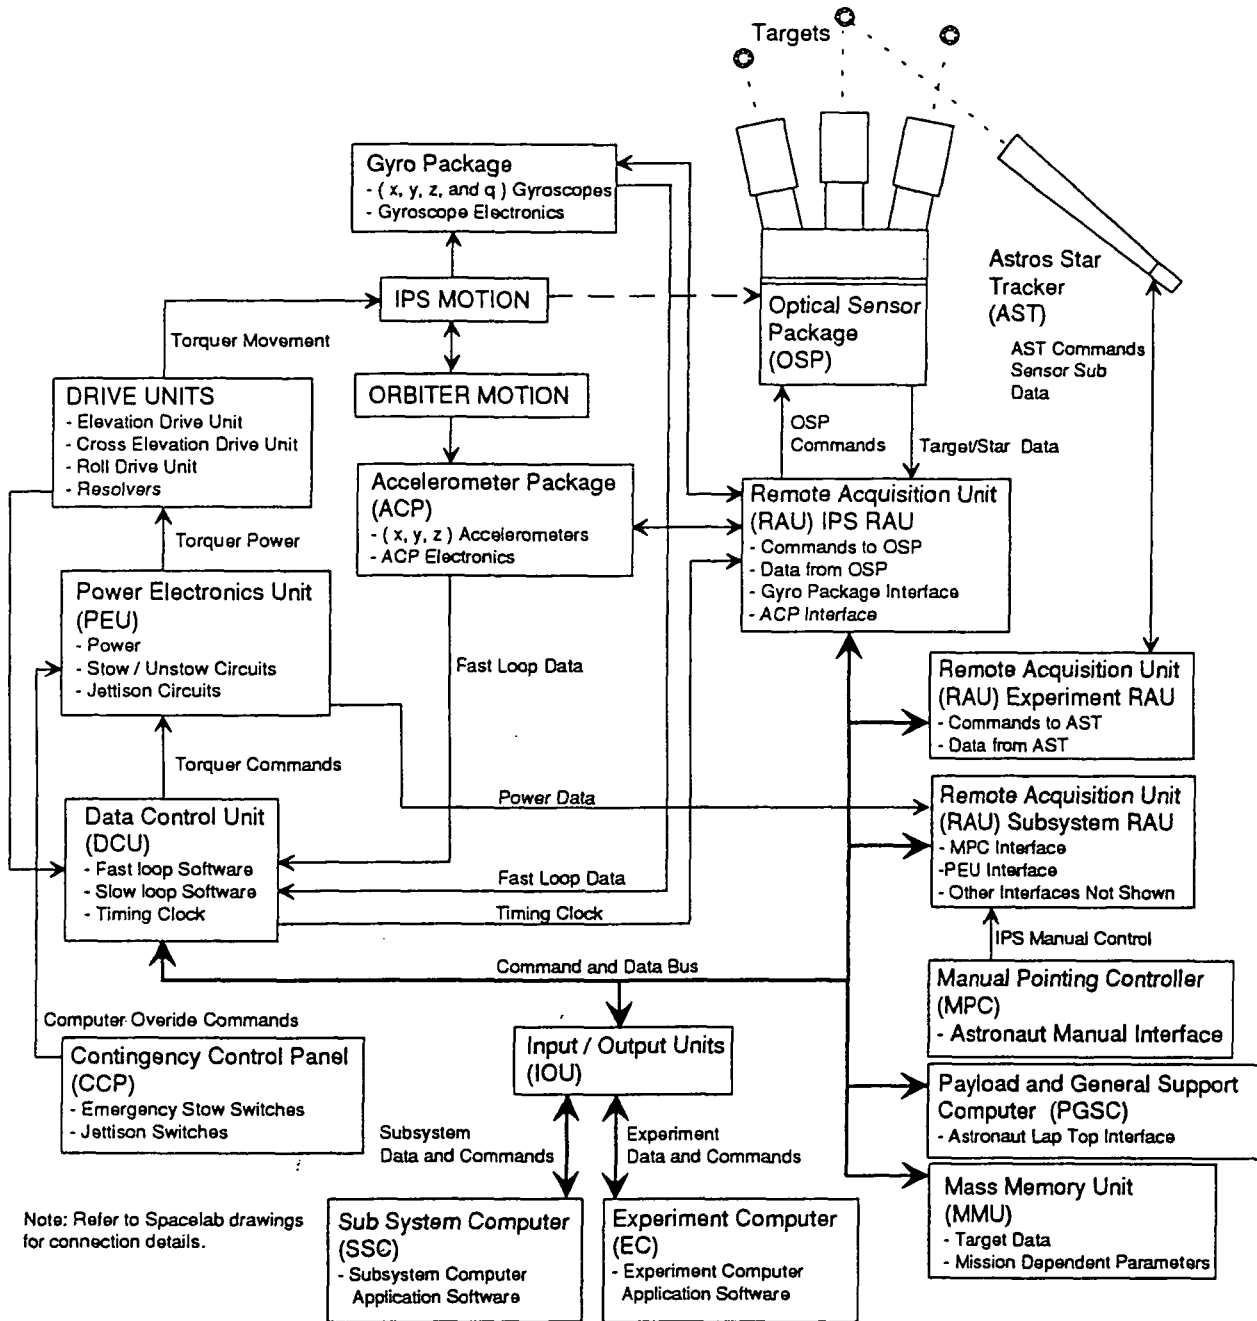 Targets
Gyro Package
- ( x, y, z, and q ) Gyroscopes
- Gyroscope Electronics
IPS MOTION
Torquer Movement
ORBITER MOTION
Optical Sensor
Package
(OSP)
Astros Star
Tracker
(AST)
AST Commands
Sensor Sub
Data
DRIVE UNITS
- Elevation Drive Unit
- Cross Elevation Drive Unit
- Roll Drive Unit
- Resolvers
OSP
Commands
Target/Star Data
Accelerometer Package
(ACP)
- ( x, y, z ) Accelerometers
- ACP Electronics
Remote Acquisition Unit
(RAU) IPS RAU
- Commands to OSP
- Data from OSP
- Gyro Package Interface
- ACP Interface
Torquer Power
Power Electronics Unit
(PEU)
- Power
- Stow / Unstow Circuits
- Jettison Circuits
Fast Loop Data
Remote Acquisition Unit
(RAU) Experiment RAU
- Commands to AST
- Data from AST
Torquer Commands
Power Data
Data Control Unit
(DCU)
- Fast loop Software
- Slow loop Software
- Timing Clock
Remote Acquisition Unit
(RAU) Subsystem RAU
- MPC Interface
-PEU Interface
- Other Interfaces Not Shown
Fast Loop Data
Timing Clock
IPS Manual Control
Command and Data Bus
Manual Pointing Controller
(MPC)
- Astronaut Manual Interface
Computer Overide Commands
Contingency Control Panel
(CCP)
- Emergency Stow Switches
- Jettison Switches
Input / Output Units
(IOU)
Payload and General Support
Computer (PGSC)
- Astronaut Lap Top Interface
Subsystem
Data and Commands
Experiment
Data and Commands
Mass Memory Unit
(MMU)
- Target Data
- Mission Dependent Parameters
Note: Refer to Spacelab drawings
for connection details.
Sub System Computer
(SSC)
- Subsystem Computer
Application Software
Experiment Computer
(EC)
- Experiment Computer
Application Software